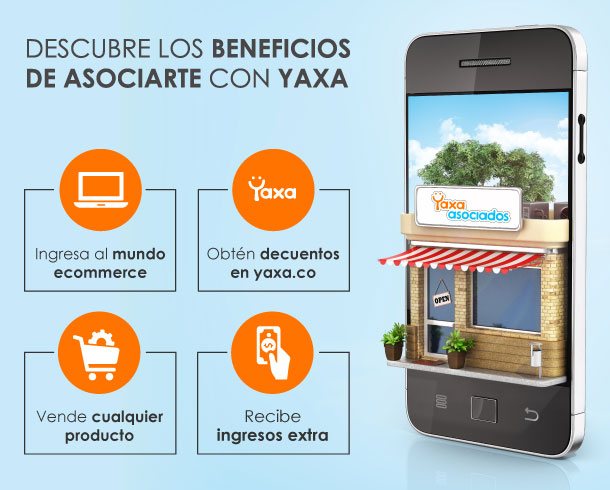 DESCUBRE LOS BENEFICIOS
DE ASOCIARTE CON YAXA
Yaxa
Ingresa al mundo
ecommerce
Obtén decuentos
en yaxa.co
Vende cualquier
producto
Recibe
ingresos extra
Yaxa
asociados
OPEN